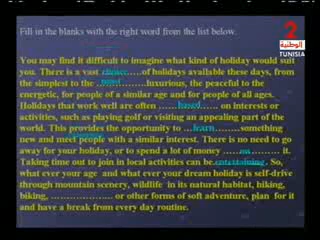 2
الوطنية
TUNISIA
Fill in the blanks with the right word from the list below.
You may find it difficult to imagine what kind of holiday would suit
you. There is a vast choice…….of holidays available these days, from
the simplest to the ….most………luxurious, the peaceful to the
energetic, for people of a similar age and for people of all ages.
Holidays that work well are often ……based…… on interests or
activities, such as playing golf or visiting an appealing part of the
world. This provides the opportunity to …learn……..something
new and meet people with a similar interest. There is no need to go
away for your holiday, or to spend a lot of money ……on ……… it.
Taking time out to join in local activities can be entertaining. So,
what ever your age and what ever your dream holiday is self-drive
through mountain scenery, wildlife in its natural habitat, hiking,
biking, ……………….. or other forms of soft adventure, plan for it
and have a break from every day routine.